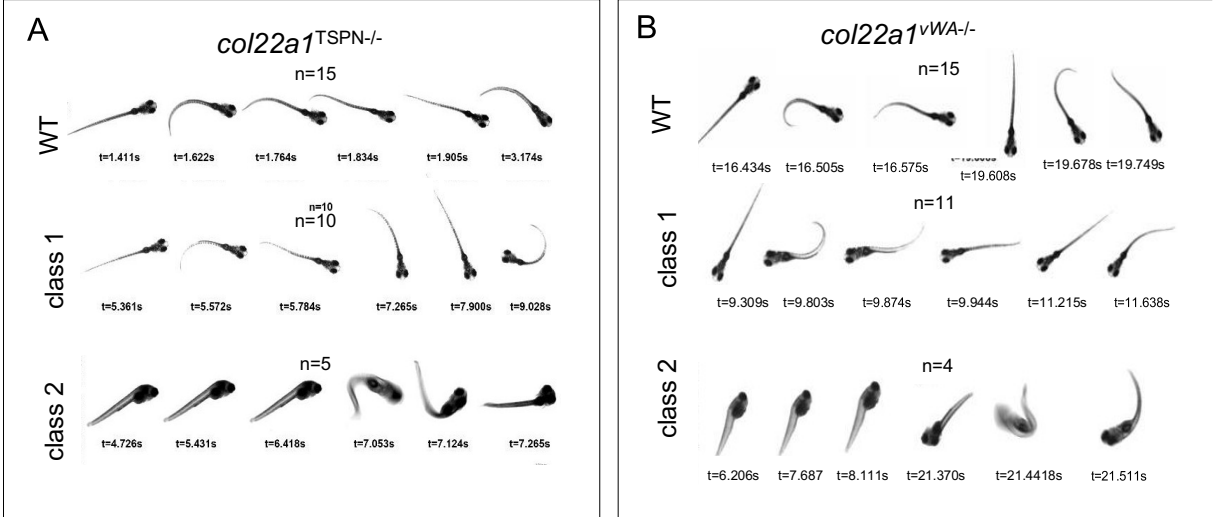 A
col22a1TSPN-/-
n=15
WT
t=1.411s t=1.622s t=1.764s t=1.834s t=1.905s t=3.174s
n=10
n=10
class 1
t=5.361s t=5.572s t=5.784s t=7.265s t=7.900s t=9.028s
n=5
class 2
t=4.726s t=5.431s t=6.418s t=7.053s t=7.124s t=7.265s
B
col22a1vWA-/-
n=15
WT
t=16.434s t=16.505s t=16.575s t=19.608s t=19.678s t=19.749s
n=11
class 1
t=9.309s t=9.803s t=9.874s t=9.944s t=11.215s t=11.638s
n=4
class 2
t=6.206s t=7.687 t=8.111s t=21.370s t=21.4418s t=21.511s